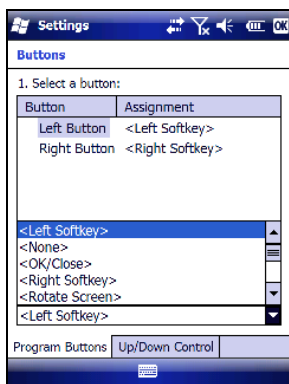 Settings
OK
Buttons
1. Select a button:
Button Assignment
Left Button <Left Softkey>
Right Button <Right Softkey>
<Left Softkey>
<None>
<OK/Close>
<Right Softkey>
<Rotate Screen>
<Left Softkey>
Program Buttons Up/Down Control